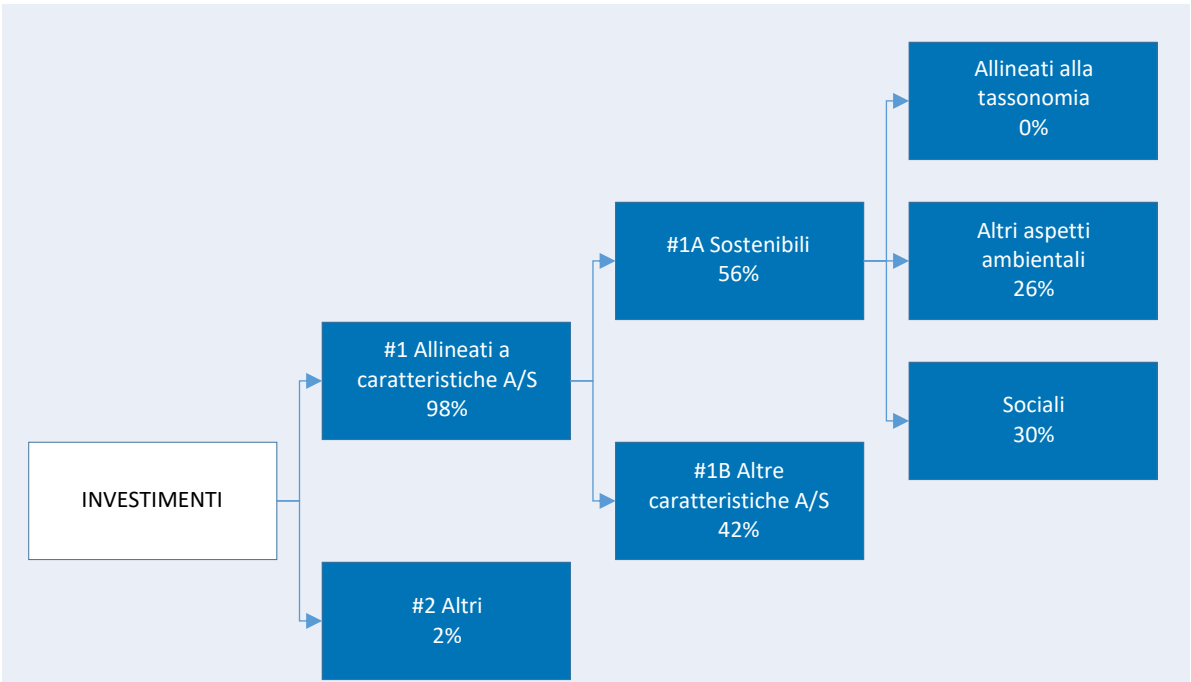 INVESTIMENTI
#1 Allineati a
caratteristiche A/S
98%
#2 Altri
2%
#1A Sostenibili
56%
#1B Altre
caratteristiche A/S
42%
Allineati alla
tassonomia
0%
Altri aspetti
ambientali
26%
Sociali
30%